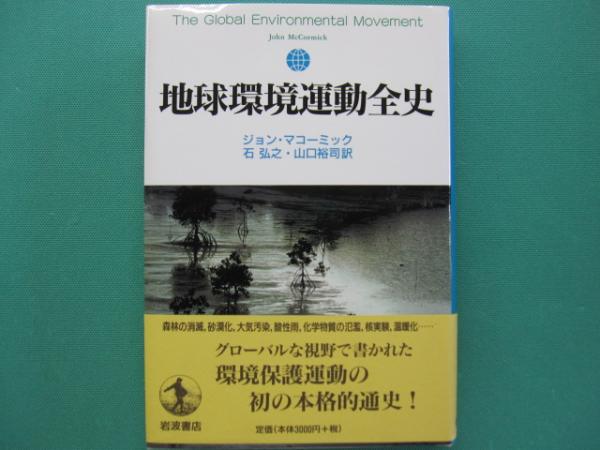 The Global Environmental Movement
John McCormick
地球環境運動全史
ジョン・マコーミック
石 弘之・山口裕司訳
森林の消滅,砂漠化,大気汚染,酸性雨,化学物質の氾濫,核実験,温暖化……
グローバルな視野で書かれた
環境保護運動の
初の本格的通史！
岩波書店
定価(本体3000円+税)